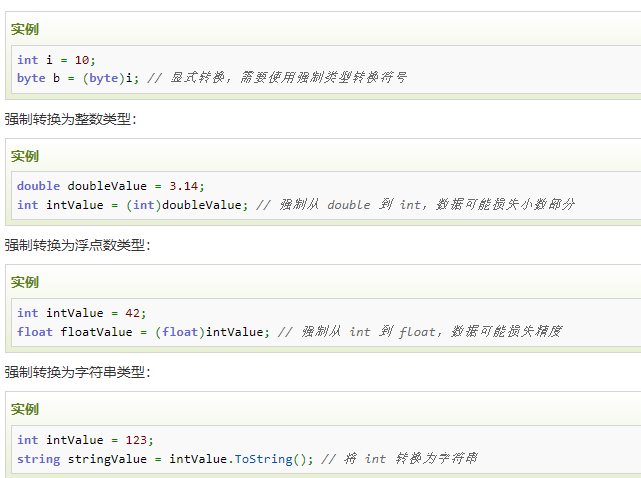 实例
int i = 10;
byte b = (byte)i; // 显式转换，需要使用强制类型转换符号
强制转换为整数类型：
实例
double doubleValue = 3.14;
int intValue = (int)doubleValue; // 强制从 double 到 int，数据可能损失小数部分
强制转换为浮点数类型：
实例
int intValue = 42;
float floatValue = (float)intValue; // 强制从 int 到 float，数据可能损失精度
强制转换为字符串类型：
实例
int intValue = 123;
string stringValue = intValue.ToString(); // 将 int 转换为字符串